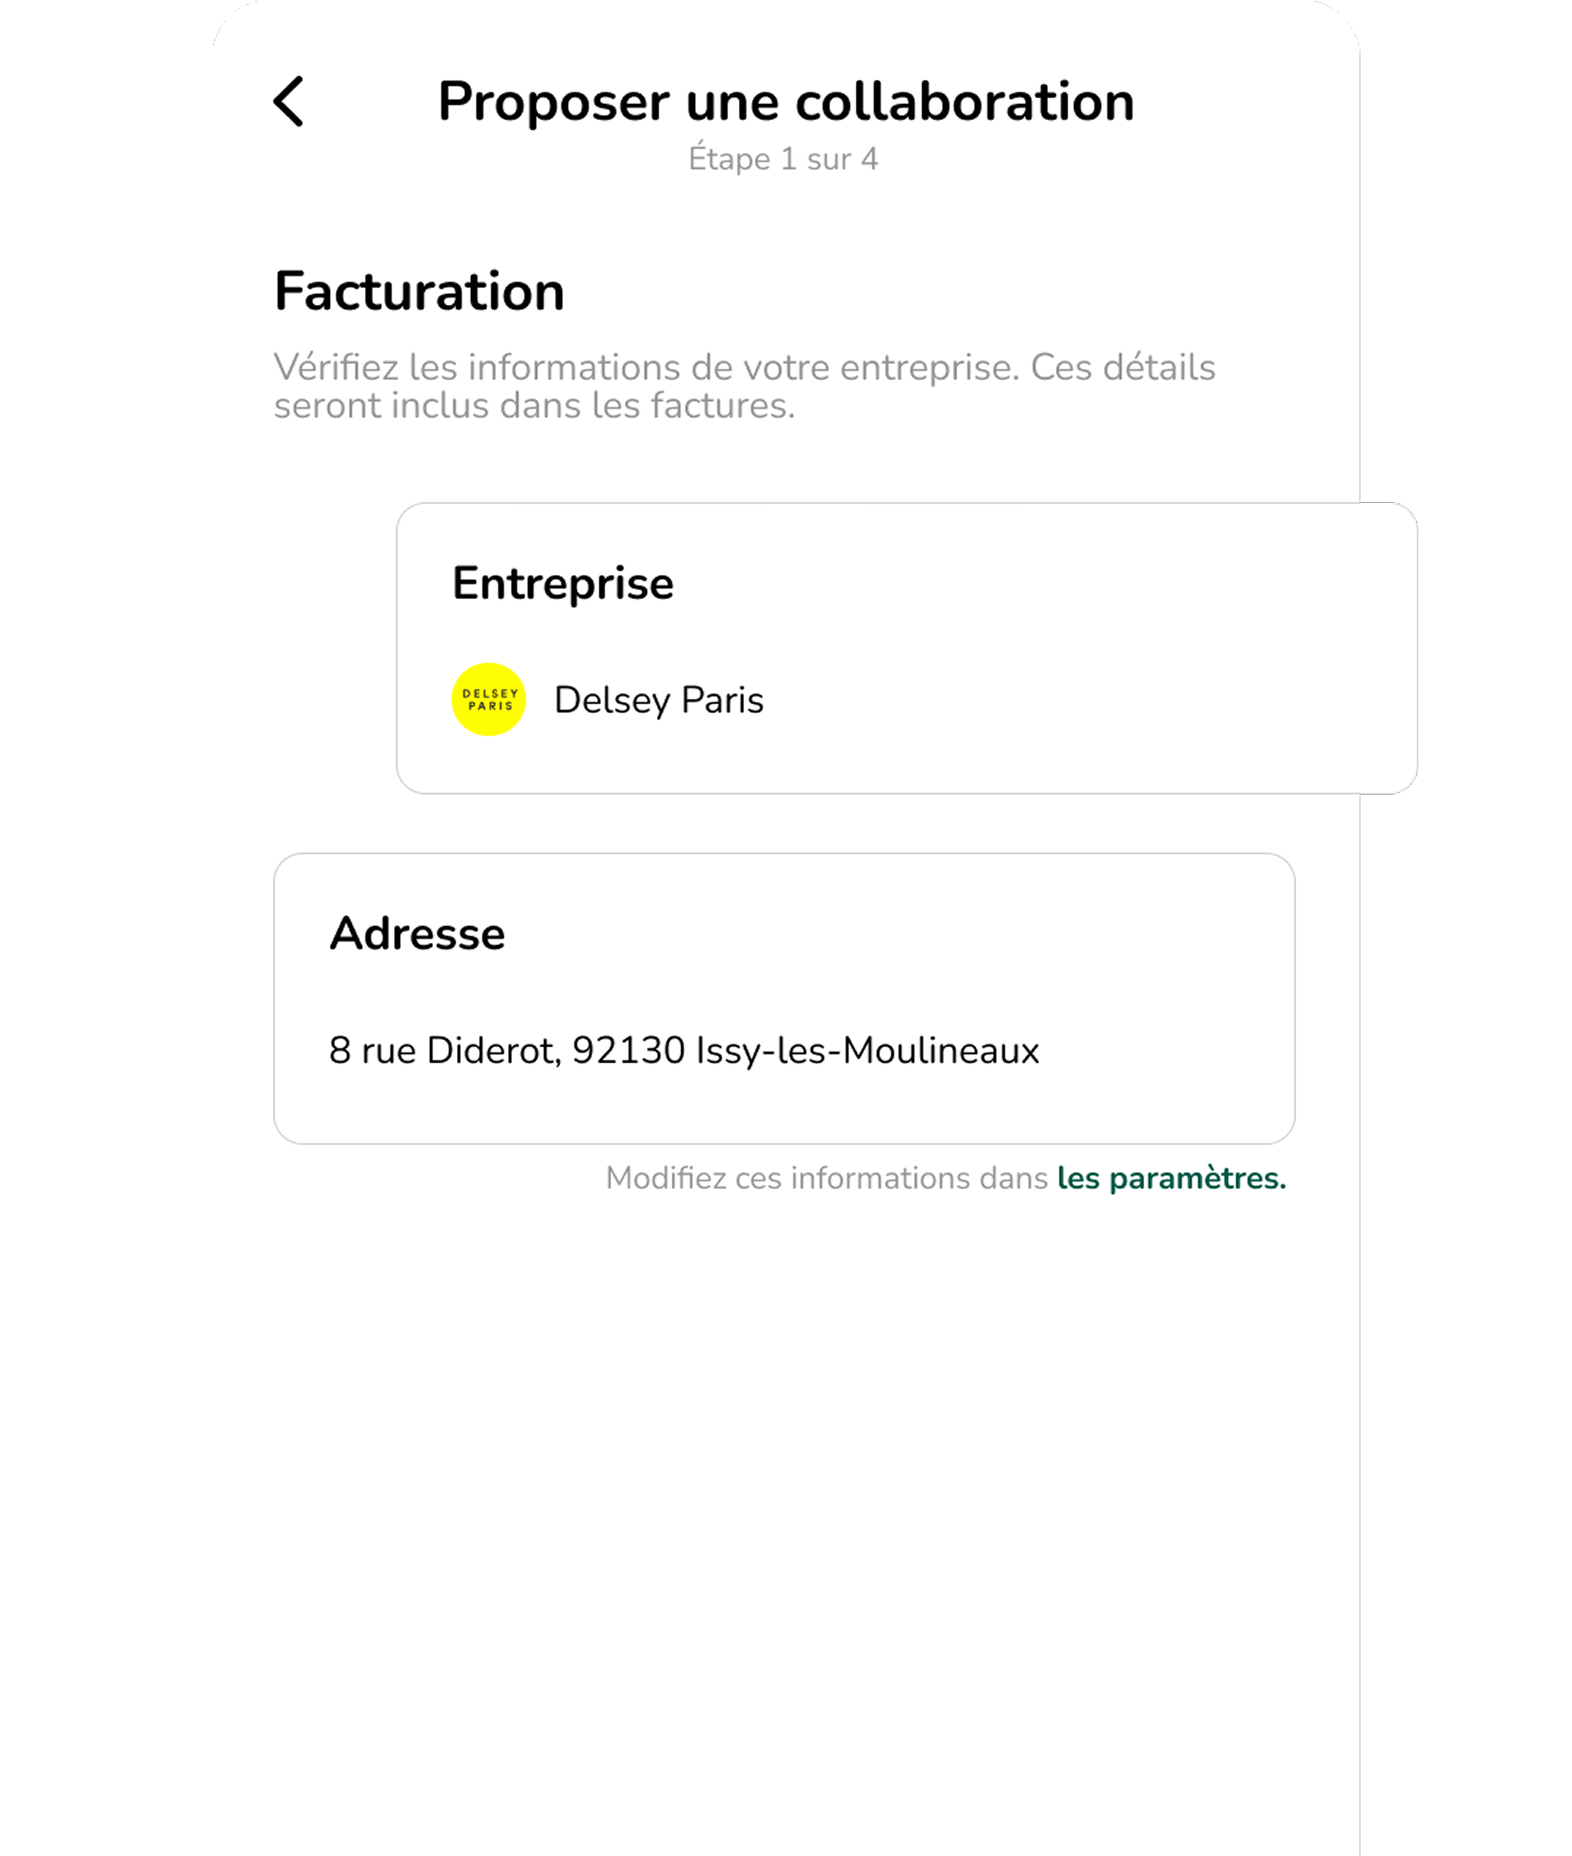 Proposer une collaboration
Étape 1 sur 4
Facturation
Vérifiez les informations de votre entreprise. Ces détails
seront inclus dans les factures.
Entreprise
DELSEY
PARIS
Delsey Paris
Adresse
8 rue Diderot, 92130 Issy-les-Moulineaux
Modifiez ces informations dans les paramètres.